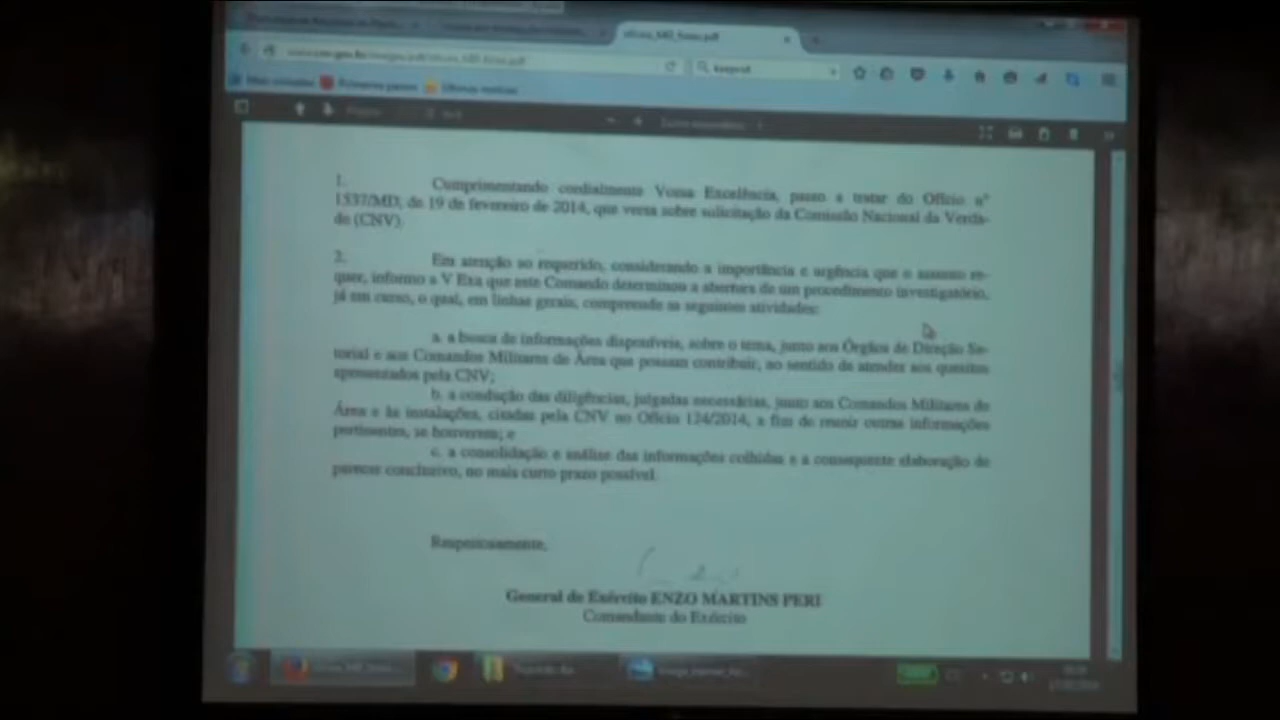 Primeiros passos
Últimas notícias
1. Cumprimentando cordialmente Vossa Excelência, passo a tratar do Ofício nº
1537/MD, de 19 de fevereiro de 2014, que versa sobre solicitação da Comissão Nacional da Verda-
de (CNV).
2. Em atenção ao requerido, considerando a importância e urgência que o assunto re-
quer, informo a V Exa que este Comando determinou a abertura de um procedimento investigatório,
já em curso, o qual, em linhas gerais, compreende as seguintes atividades:
a. a busca de informações disponíveis, sobre o tema, junto aos Órgãos de Direção Se-
torial e aos Comandos Militares de Área que possam contribuir, no sentido de atender aos quesitos
apresentados pela CNV;
b. a condução das diligências, julgadas necessárias, junto aos Comandos Militares de
Área e às instalações, citadas pela CNV no Ofício 124/2014, a fim de reunir outras informações
pertinentes, se houverem; e
c. a consolidação e análise das informações colhidas e a consequente elaboração de
parecer conclusivo, no mais curto prazo possível.
Respeitosamente,
General de Exército ENZO MARTINS PERI
Comandante do Exército